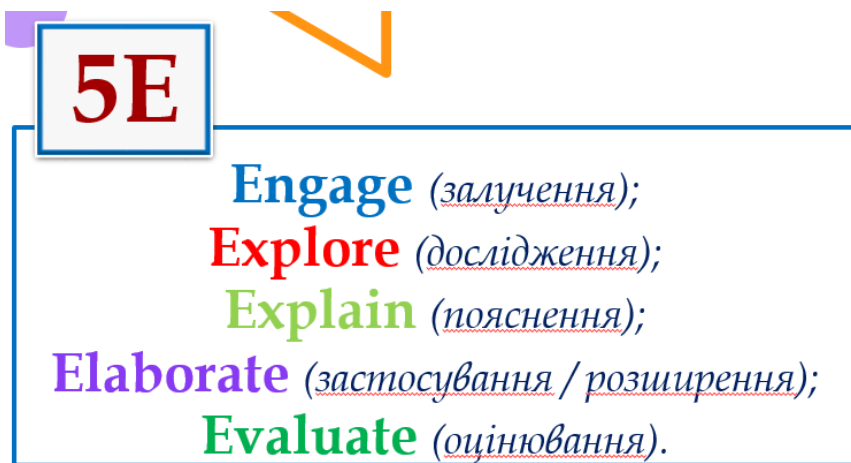 5E
Engage (залучення);
Explore (дослідження);
Explain (пояснення);
Elaborate (застосування / розширення);
Evaluate (оцінювання).